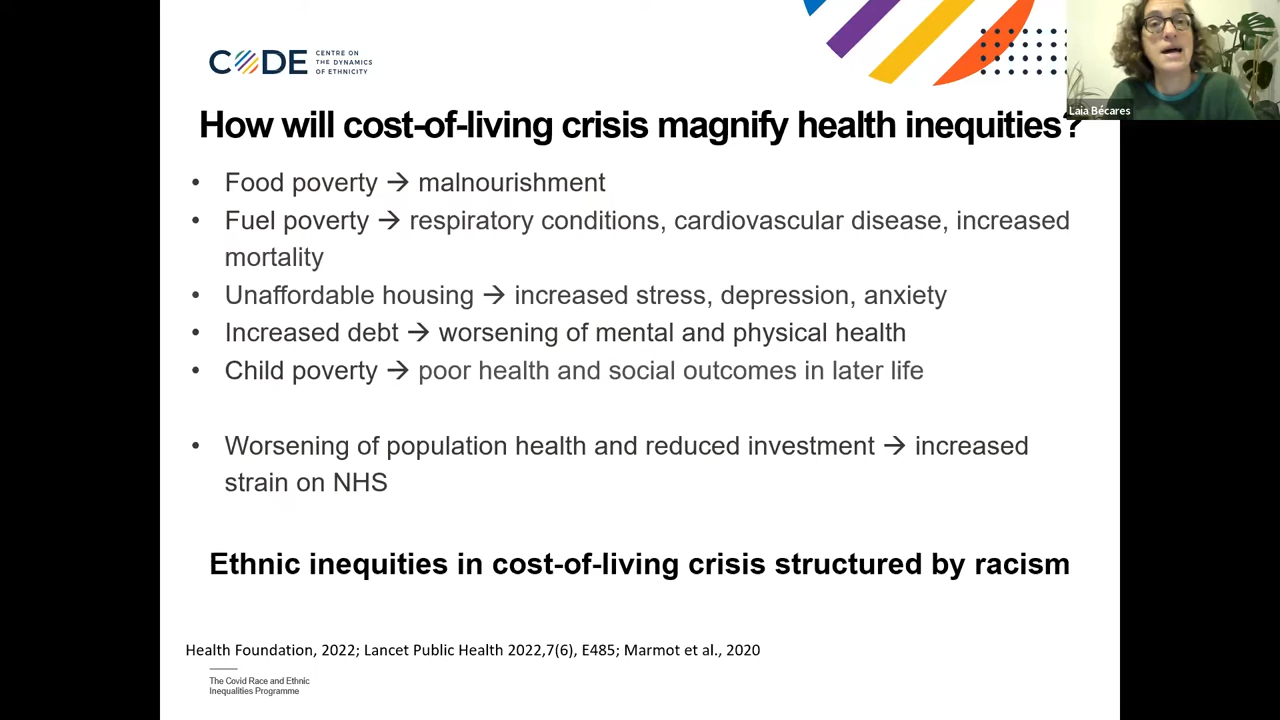 CODE
CENTRE ON
THE DYNAMICS
OF ETHNICITY
Laia Bécares
How will cost-of-living crisis magnify health inequities?
• Food poverty → malnourishment
• Fuel poverty → respiratory conditions, cardiovascular disease, increased
mortality
• Unaffordable housing → increased stress, depression, anxiety
• Increased debt → worsening of mental and physical health
• Child poverty → poor health and social outcomes in later life
• Worsening of population health and reduced investment → increased
strain on NHS
Ethnic inequities in cost-of-living crisis structured by racism
Health Foundation, 2022; Lancet Public Health 2022,7(6), E485; Marmot et al., 2020
The Covid Race and Ethnic
Inequalities Programme